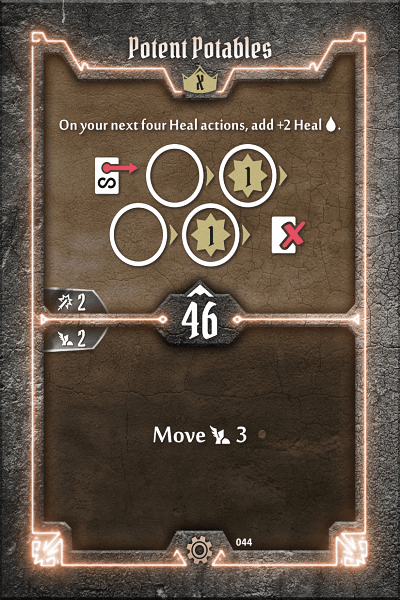 Potent Potables
X
On your next four Heal actions, add +2 Heal.
S
1
1
2
46
2
Move 3
044